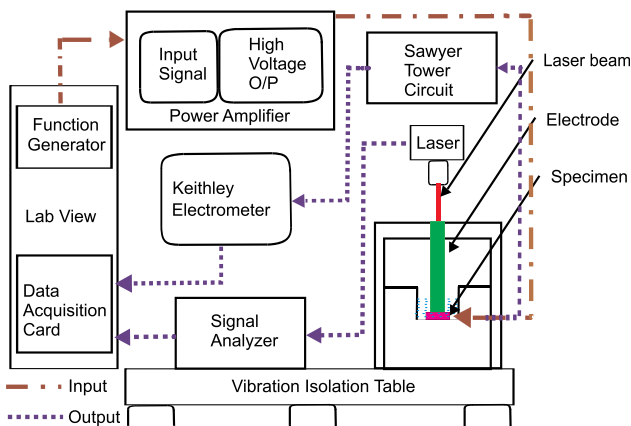 Input
Signal
High
Voltage
O/P
Power Amplifier
Sawyer
Tower
Circuit
Laser beam
Electrode
Specimen
Function
Generator
Lab View
Data
Acquisition
Card
Keithley
Electrometer
Laser
Signal
Analyzer
Vibration Isolation Table
Input
Output